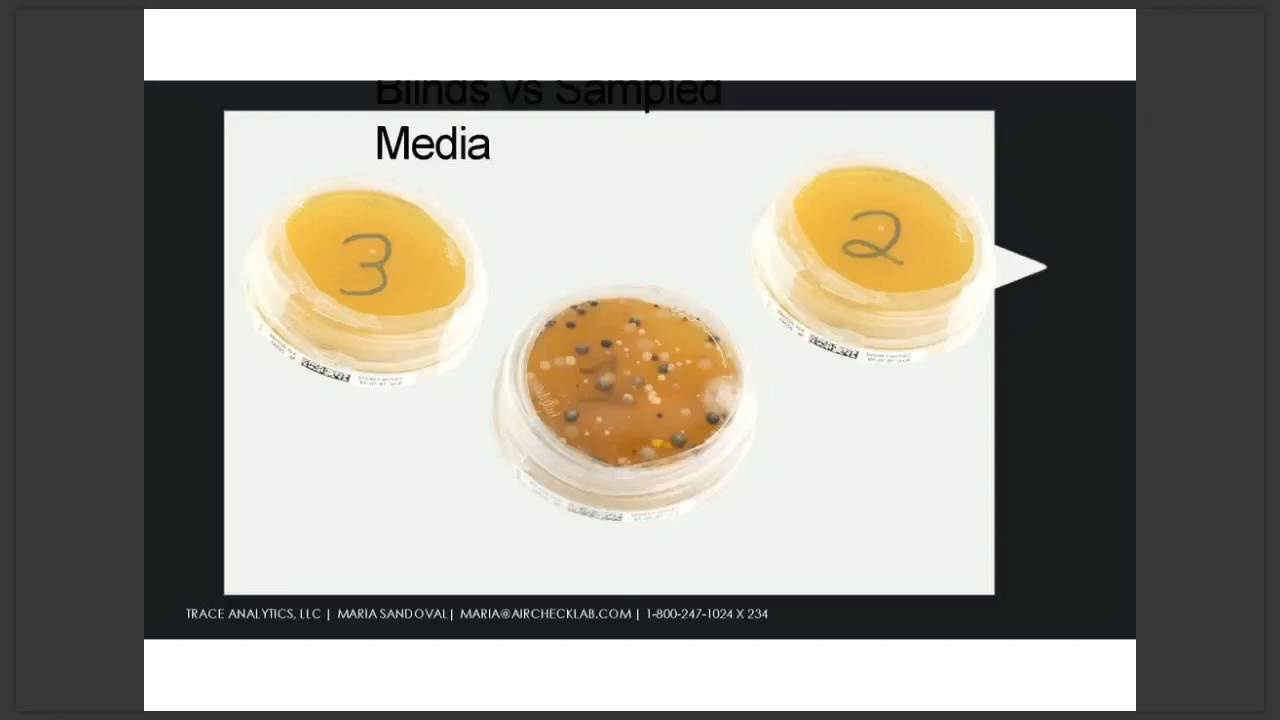 Blinds vs Sampled
Media
3
2
TRACE ANALYTICS, LLC | MARIA SANDOVAL| MARIA@AIRCHECKLAB.COM | 1-800-247-1024 X 234